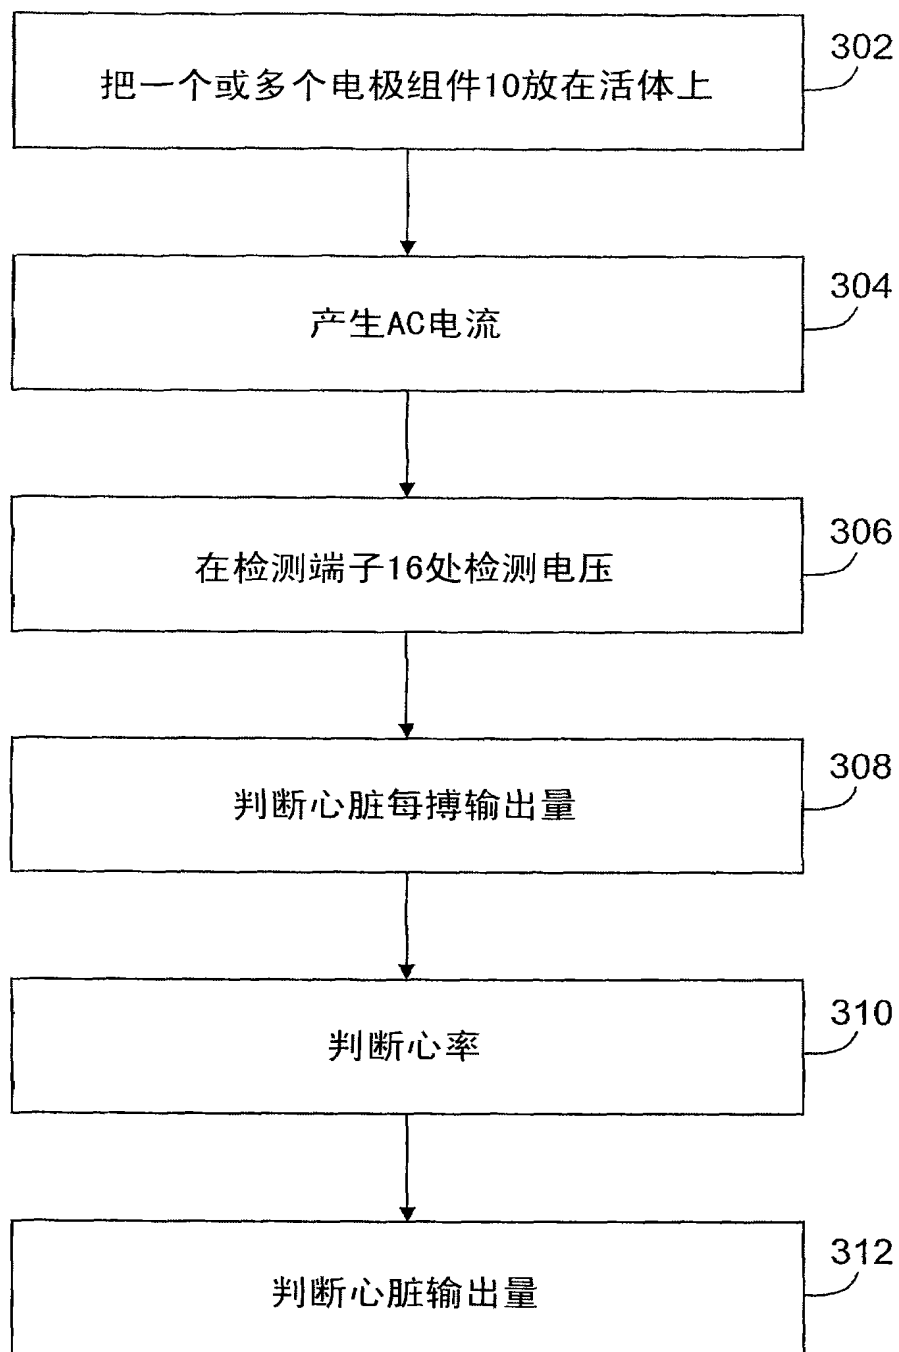 302
把一个或多个电极组件10放在活体上
304
产生AC电流
306
在检测端子16处检测电压
308
判断心脏每搏输出量
310
判断心率
312
判断心脏输出量